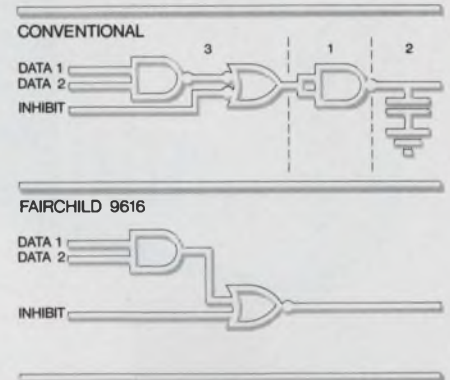 CONVENTIONAL
3 1 2
DATA 1
DATA 2
INHIBIT
FAIRCHILD 9616
DATA 1
DATA 2
INHIBIT